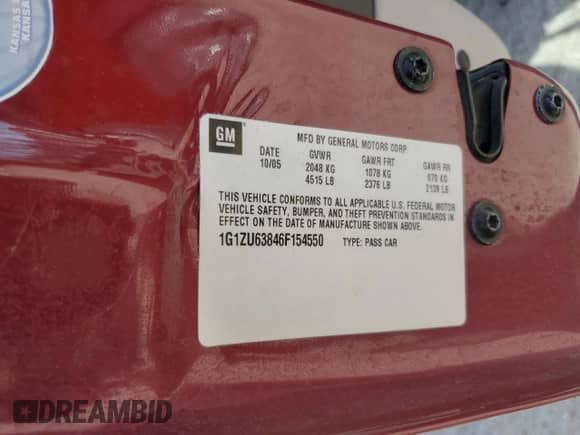 KANSAS
KANSAS
GM
MFD BY GENERAL MOTORS CORP
DATE GVWR GAWR FRT GAWR RR
10/05 2048 KG 1078 KG 970 KG
4515 LB 2376 LB 2139 LB
THIS VEHICLE CONFORMS TO ALL APPLICABLE U.S. FEDERAL MOTOR
VEHICLE SAFETY, BUMPER, AND THEFT PREVENTION STANDARDS IN
EFFECT ON THE DATE OF MANUFACTURE SHOWN ABOVE.
1G1ZU63846F154550 TYPE: PASS CAR
DREAMBID